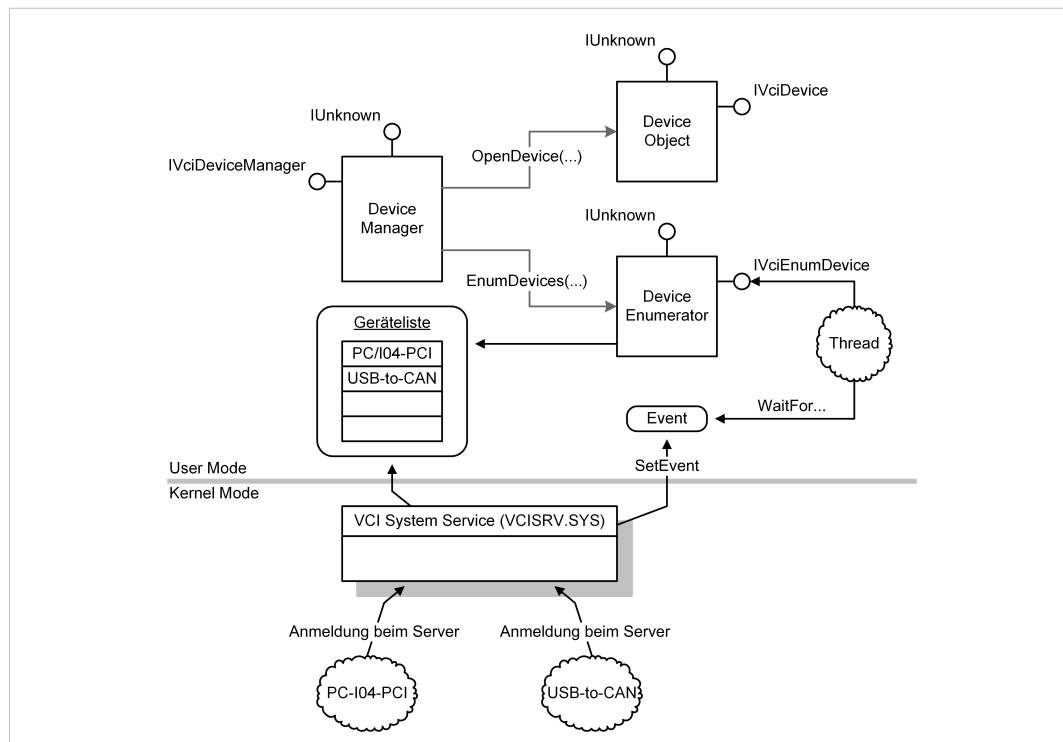 IUnknown
IVciDevice
Device
Object
IUnknown
OpenDevice(...)
IVciDeviceManager
Device
Manager
IUnknown
IVciEnumDevice
EnumDevices(...)
Device
Enumerator
Geräteliste
PC/I04-PCI
USB-to-CAN
Thread
WaitFor...
Event
SetEvent
User Mode
Kernel Mode
VCI System Service (VCISRV.SYS)
Anmeldung beim Server
Anmeldung beim Server
PC-I04-PCI
USB-to-CAN